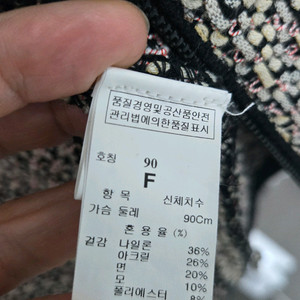 품질경영및공산품안전
관리법에의한품질표시
호칭 90
F
항 목 신체치수
가슴 둘레 90Cm
혼 용 율 (%)
겉감 나일론 36%
아크릴 26%
면 20%
모 10%
폴리에스터 8%